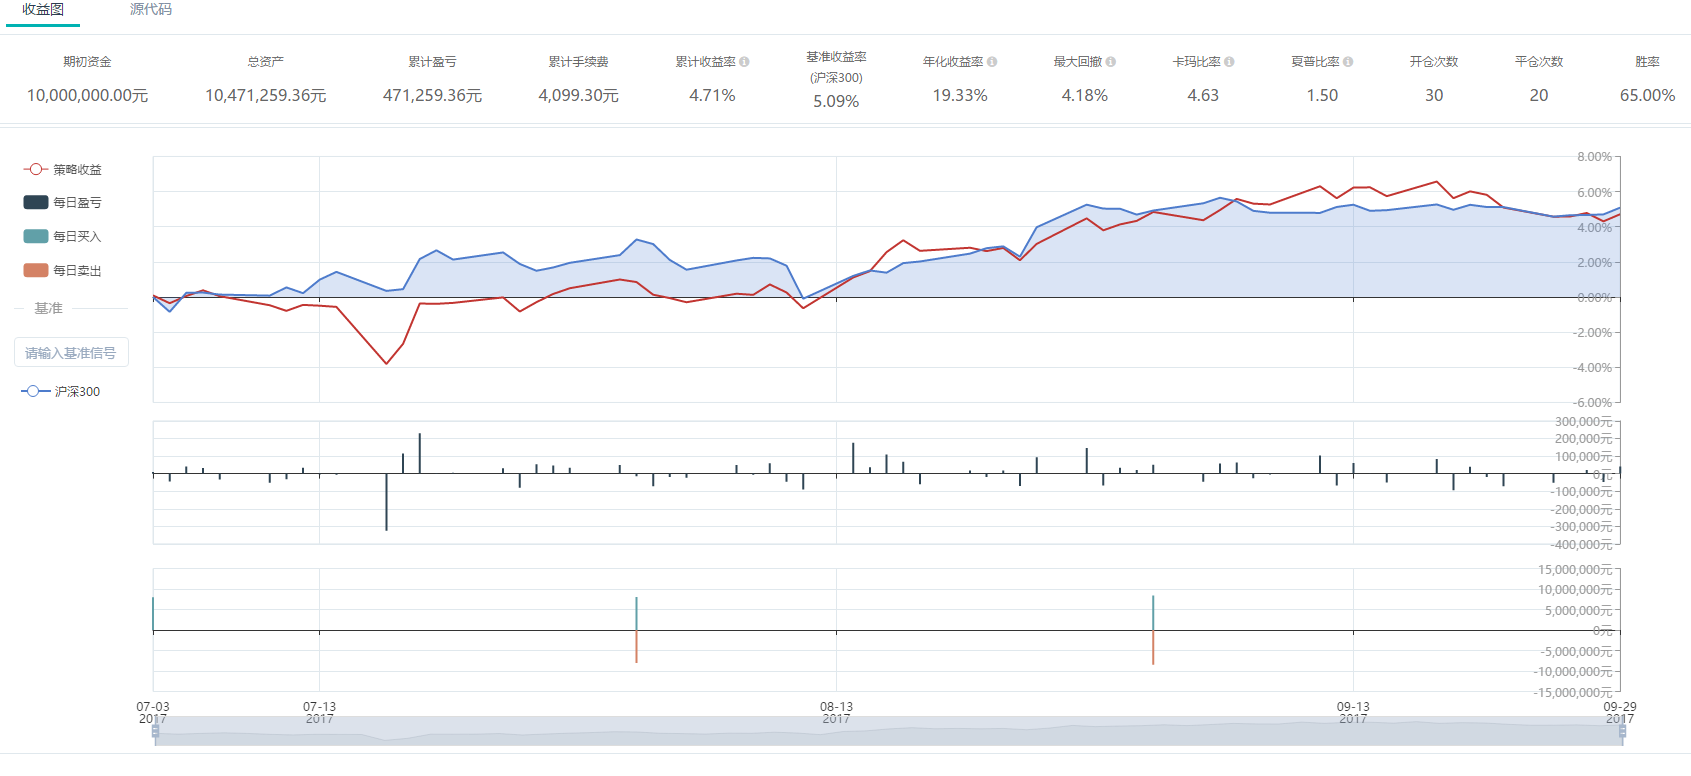 收益图 源代码
期初资金 总资产 累计盈亏 累计手续费 累计收益率 基准收益率 年化收益率 最大回撤 卡玛比率 夏普比率 开仓次数 平仓次数 胜率
(沪深300)
10,000,000.00元 10,471,259.36元 471,259.36元 4,099.30元 4.71% 5.09% 19.33% 4.18% 4.63 1.50 30 20 65.00%
策略收益
每日盈亏
每日买入
每日卖出
基准
请输入基准信号
沪深300
8.00%
6.00%
4.00%
2.00%
0.00%
-2.00%
-4.00%
-6.00%
300,000元
200,000元
100,000元
0元
-100,000元
-200,000元
-300,000元
-400,000元
15,000,000元
10,000,000元
5,000,000元
0元
-5,000,000元
-10,000,000元
-15,000,000元
07-03 07-13 08-13 09-13 09-29
2017 2017 2017 2017 2017